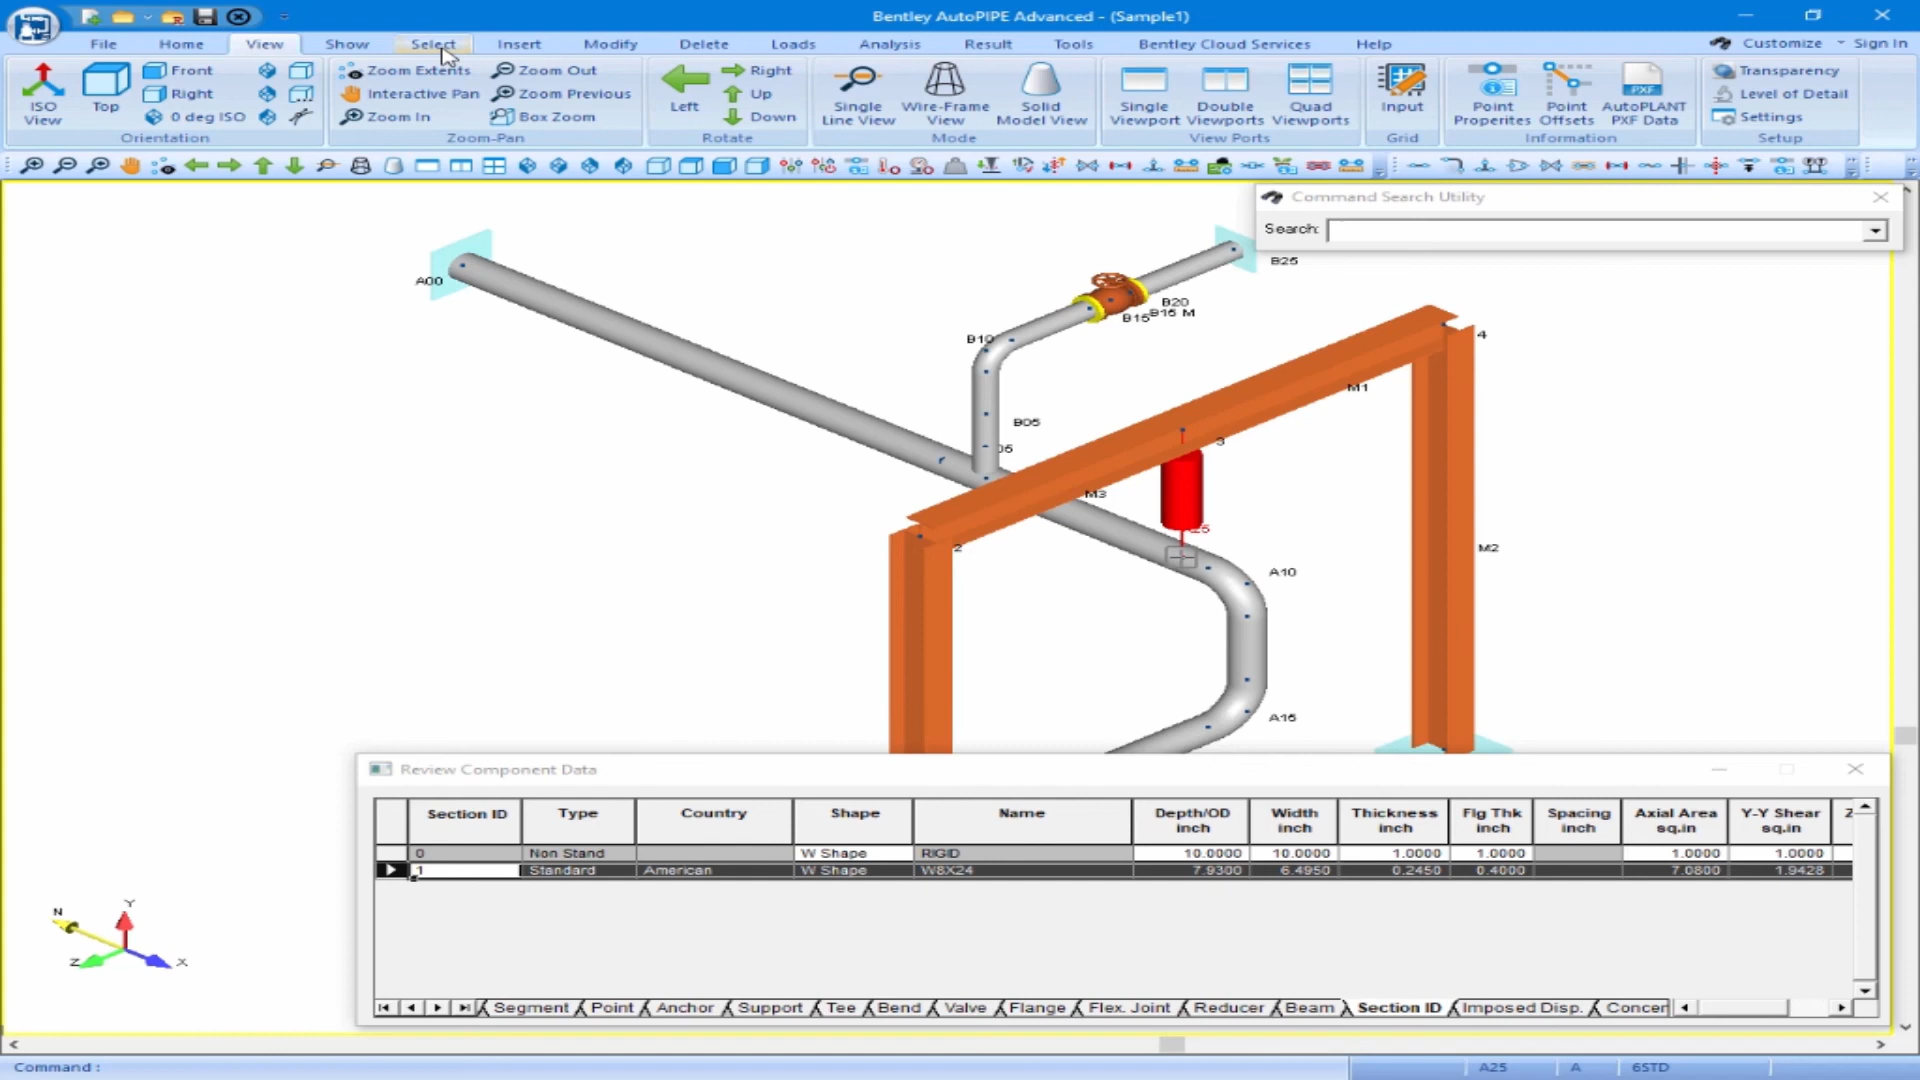 Bentley AutoPIPE Advanced - (Sample1)
File Home View Show Select Insert Modify Delete Loads Analysis Result Tools Bentley Cloud Services Help Customize Sign In
ISO View
Top
Front
Right
0 deg ISO
Orientation
Zoom Extents
Interactive Pan
Zoom In
Zoom Out
Zoom Previous
Box Zoom
Zoom-Pan
Left
Right
Up
Down
Rotate
Single Line View
Wire-Frame View
Solid Model View
Mode
Single Viewport
Double Viewports
Quad Viewports
View Ports
Input
Grid
Point Properites
Point Offsets
AutoPLANT PXF Data
PXF
Information
Transparency
Level of Detail
Settings
Setup
Command Search Utility
Search:
A00
B25
B20
B15
B16 M
B10
4
M1
B05
3
M3
2
M2
A10
A15
Review Component Data
Section ID Type Country Shape Name Depth/OD inch Width inch Thickness inch Flg Thk inch Spacing inch Axial Area sq.in Y-Y Shear sq.in Z
0 Non Stand W Shape RIGID 10.0000 10.0000 1.0000 1.0000 1.0000 1.0000
1 Standard American W Shape W8X24 7.9300 6.4950 0.2450 0.4000 7.0800 1.9428
N
Y
Z
X
Segment Point Anchor Support Tee Bend Valve Flange Flex. Joint Reducer Beam Section ID Imposed Disp. Concer
Command :
A25 A 6STD